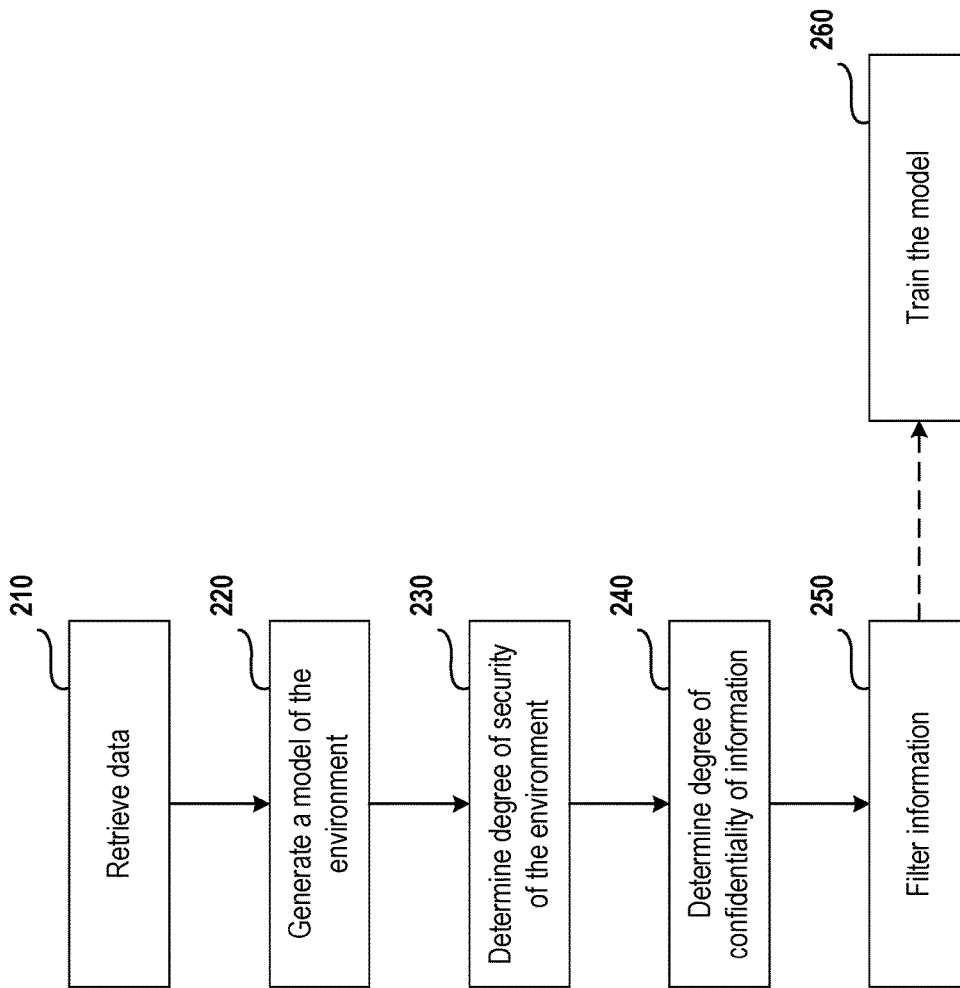 210
Retrieve data
220
Generate a model of the
environment
230
Determine degree of security
of the environment
240
Determine degree of
confidentiality of information
250
Filter information
260
Train the model